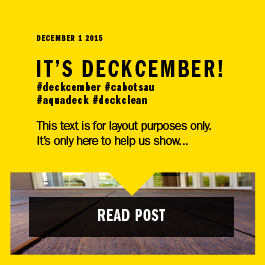 DECEMBER 1 2015
IT'S DECKCEMBER!
#deckcember #cabotsau
#aquadeck #deckclean
This text is for layout purposes only.
It's only here to help us show...
READ POST